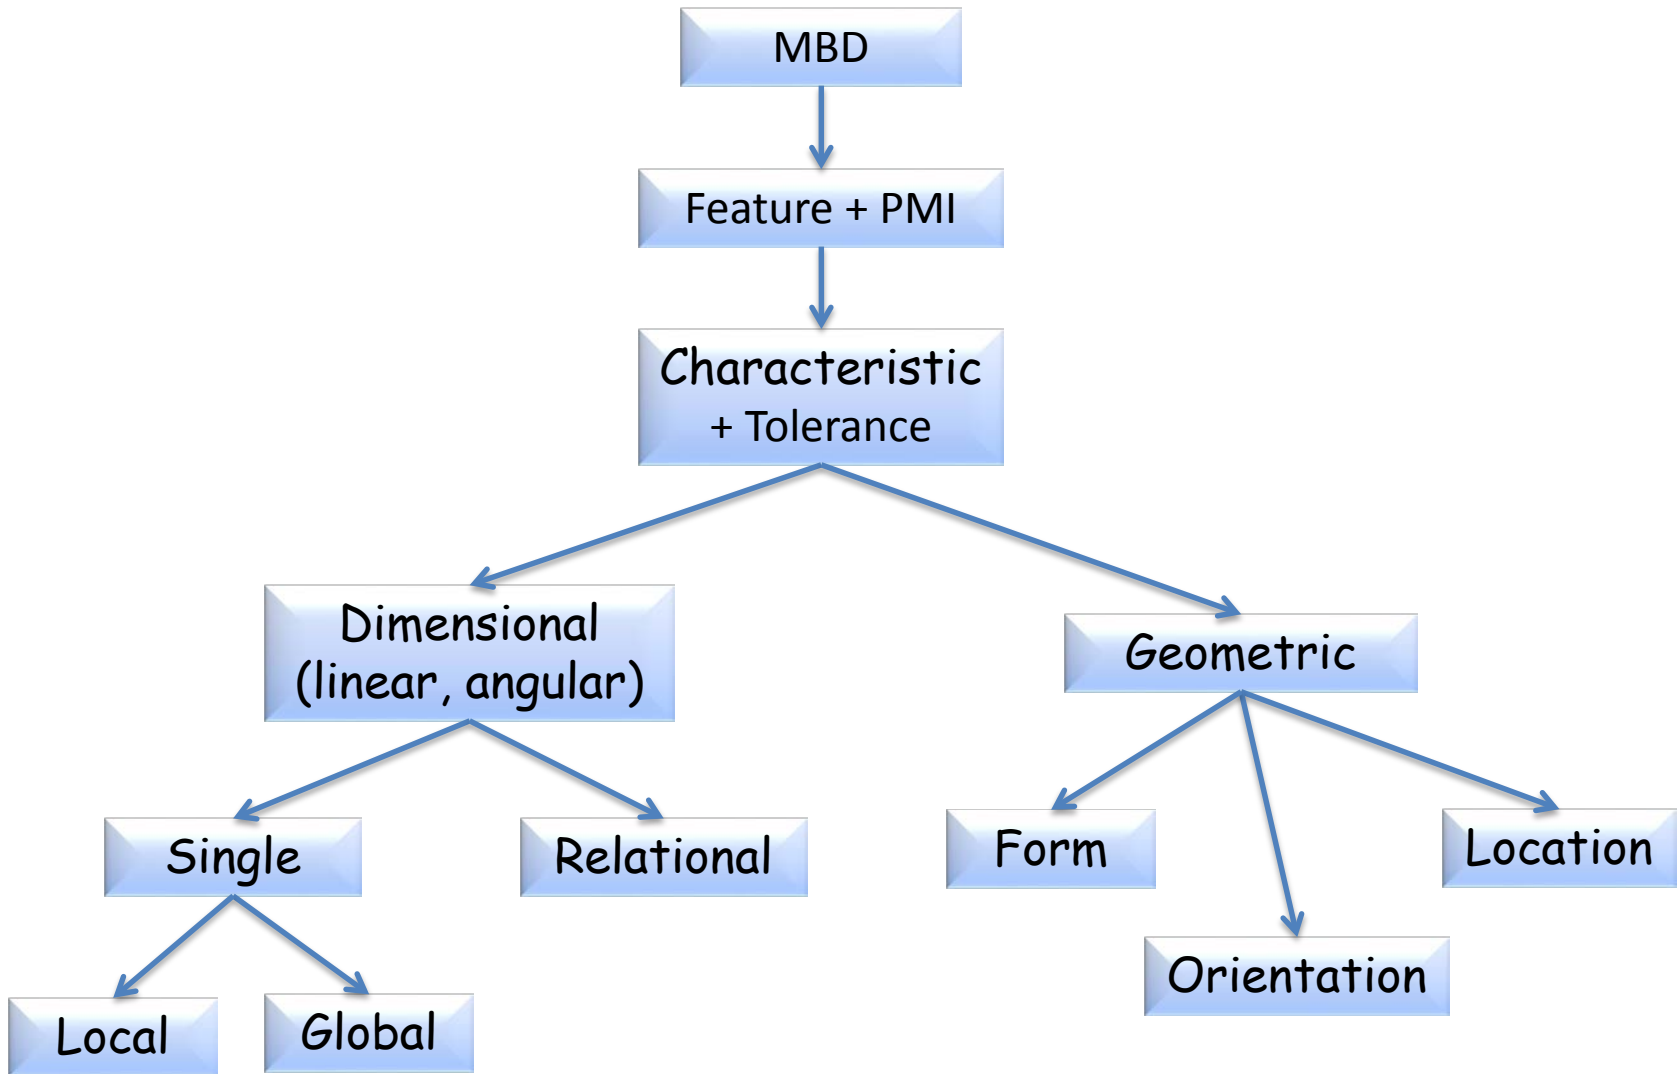 MBD
Feature + PMI
Characteristic
+ Tolerance
Dimensional
(linear, angular)
Geometric
Single
Relational
Form
Location
Orientation
Local
Global